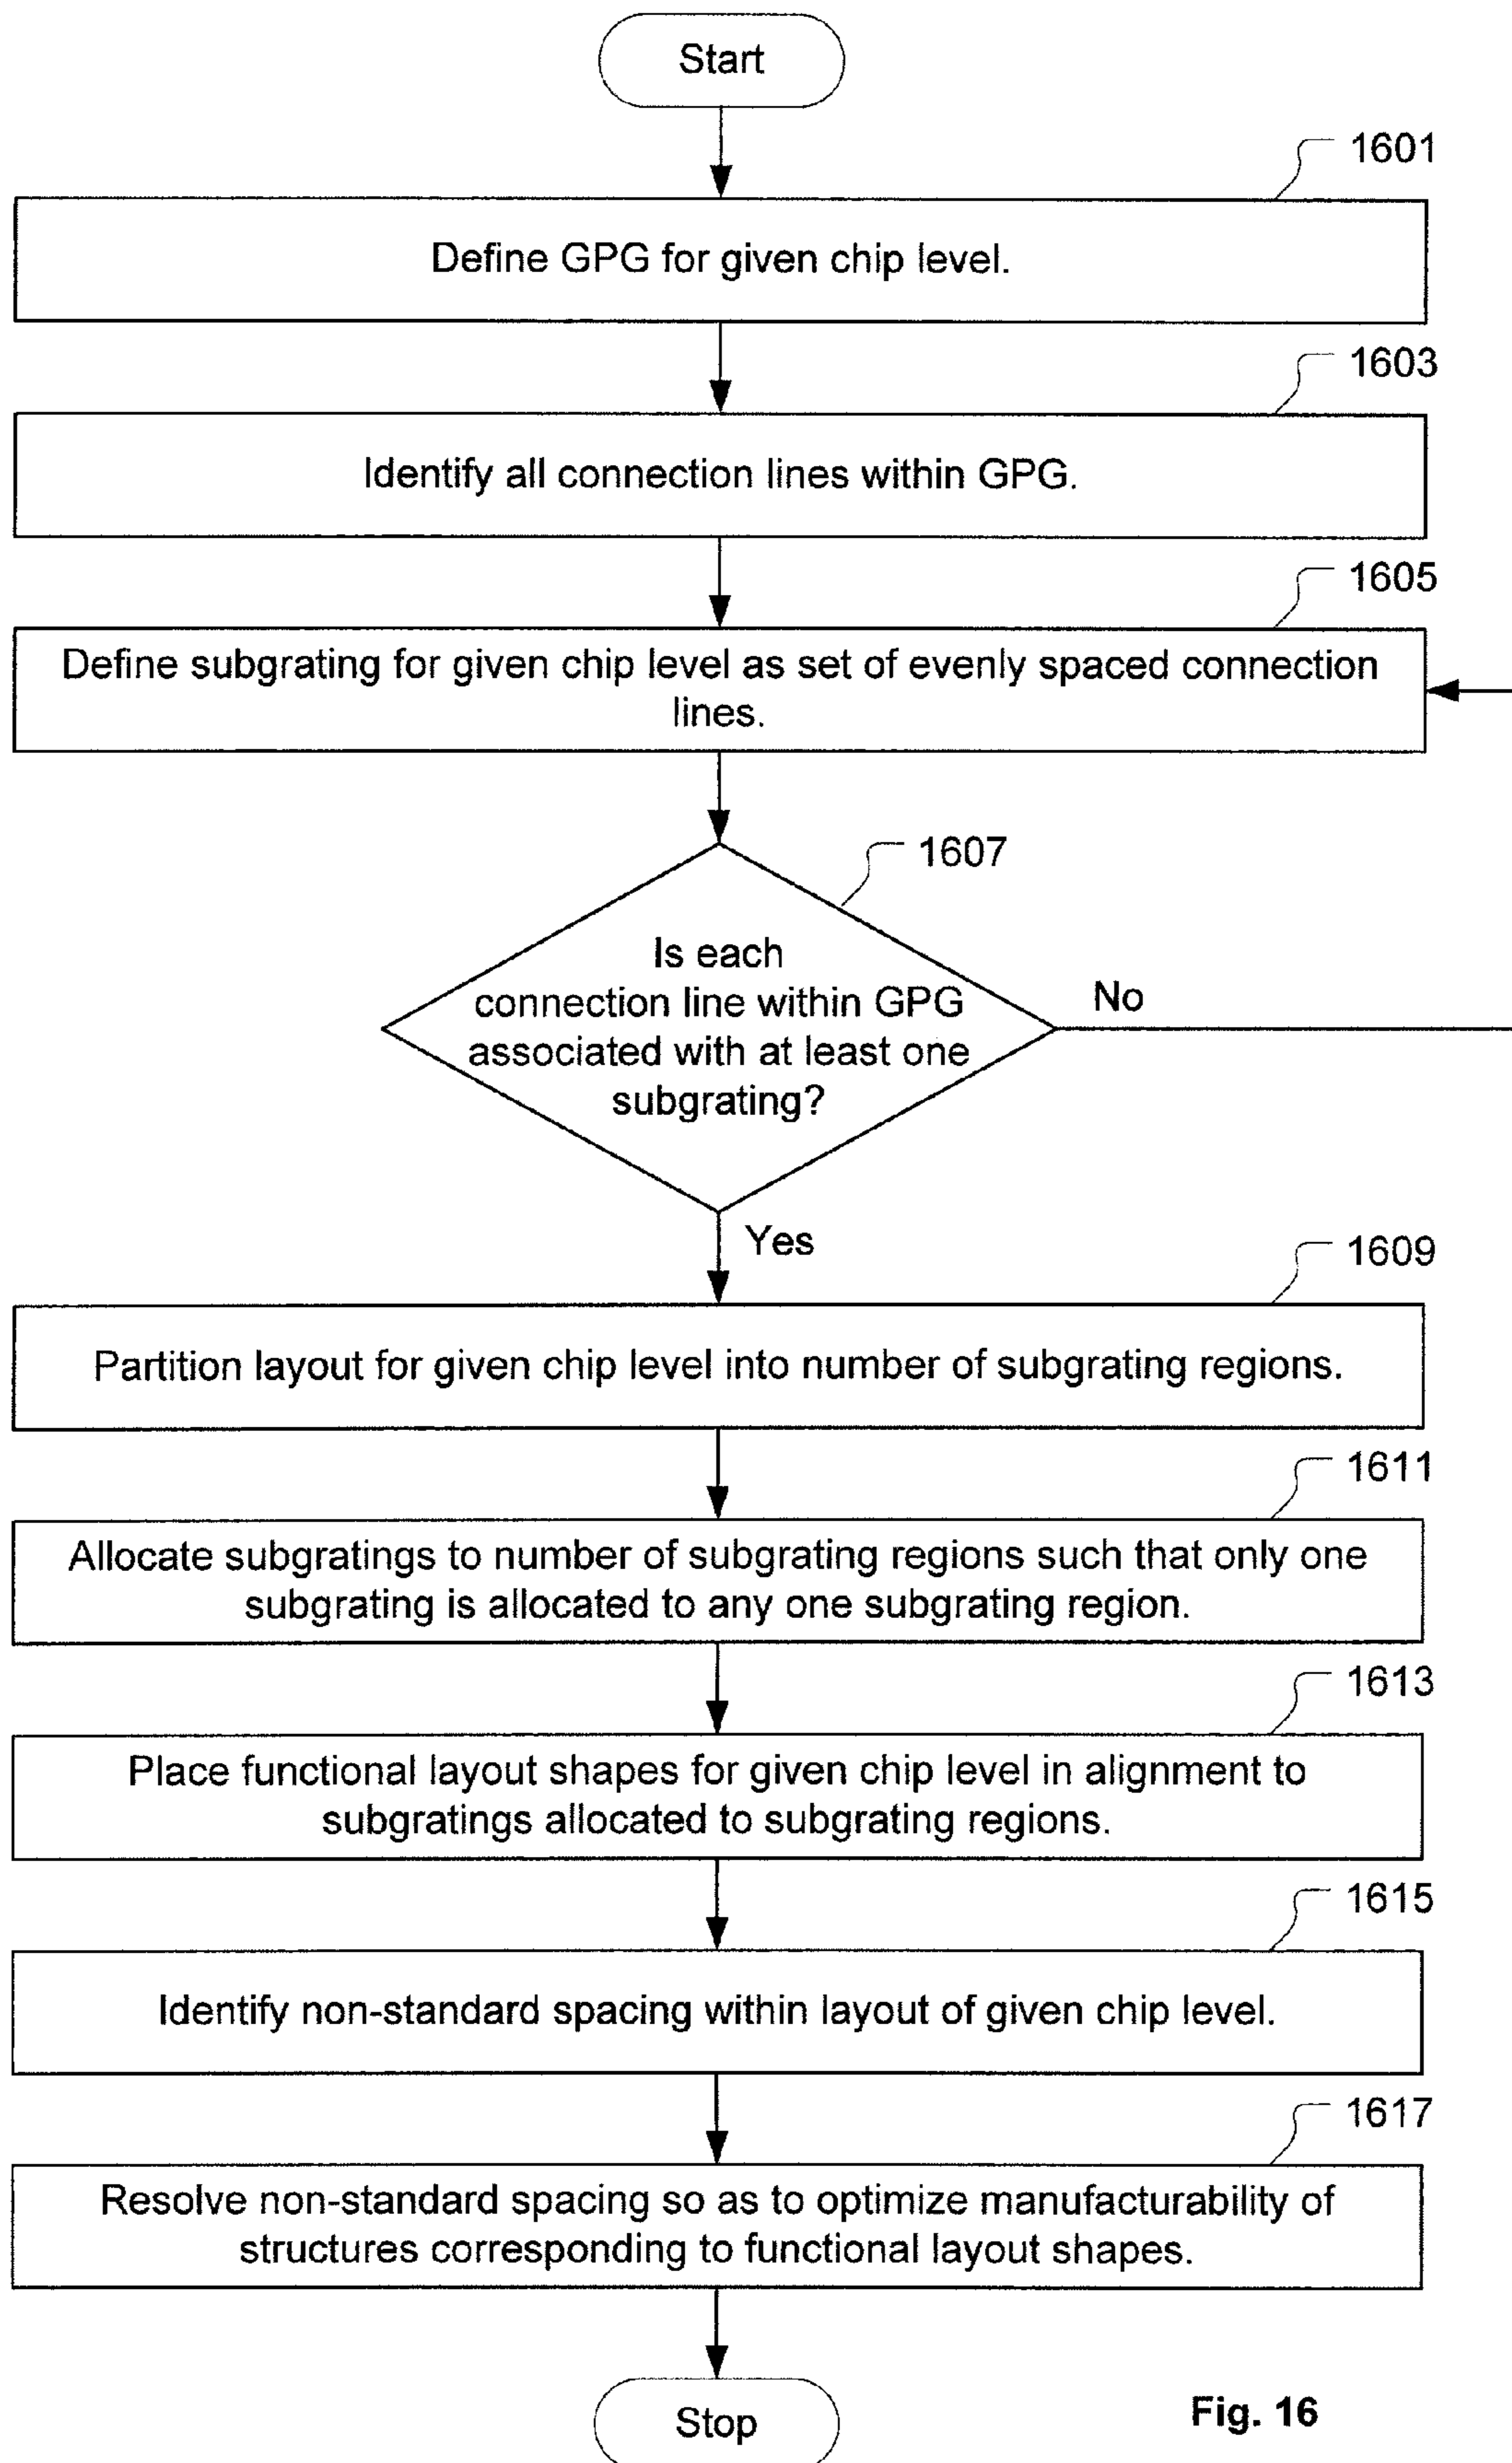 Start
1601
Define GPG for given chip level.
1603
Identify all connection lines within GPG.
1605
Define subgrating for given chip level as set of evenly spaced connection
lines.
1607
Is each
connection line within GPG
associated with at least one
subgrating?
No
Yes
1609
Partition layout for given chip level into number of subgrating regions.
1611
Allocate subgratings to number of subgrating regions such that only one
subgrating is allocated to any one subgrating region.
1613
Place functional layout shapes for given chip level in alignment to
subgratings allocated to subgrating regions.
1615
Identify non-standard spacing within layout of given chip level.
1617
Resolve non-standard spacing so as to optimize manufacturability of
structures corresponding to functional layout shapes.
Stop
Fig. 16